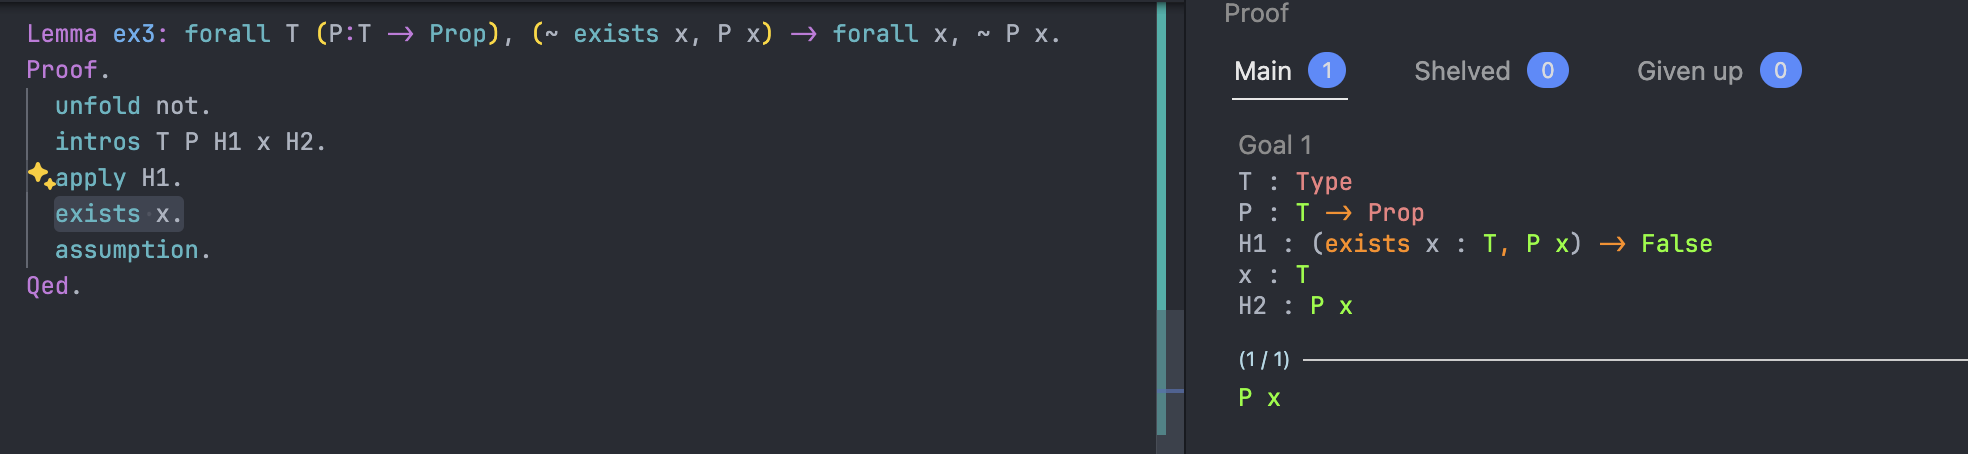 Lemma ex3: forall T (P:T → Prop), (~ exists x, P x) → forall x, ~ P x.
Proof.
unfold not.
intros T P H1 x H2.
apply H1.
exists x.
assumption.
Qed.
Proof
Main 1 Shelved 0 Given up 0
Goal 1
T : Type
P : T → Prop
H1 : (exists x : T, P x) → False
x : T
H2 : P x
(1 / 1)
P x